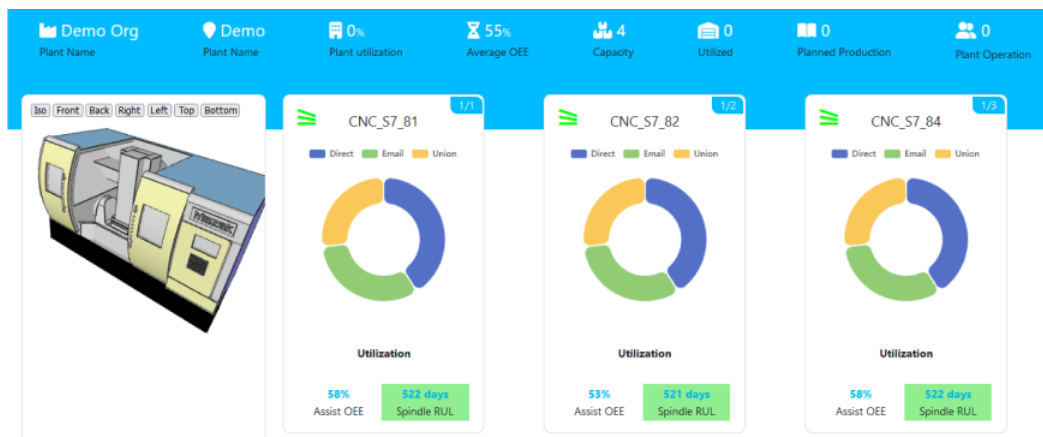 Demo Org
Plant Name
Demo
Plant Name
0%
Plant utilization
55%
Average OEE
4
Capacity
0
Utilized
0
Planned Production
0
Plant Operation
Iso Front Back Right Left Top Bottom
Mazak
1/1
CNC_S7_81
Direct Email Union
Utilization
58%
Assist OEE
522 days
Spindle RUL
1/2
CNC_S7_82
Direct Email Union
Utilization
53%
Assist OEE
521 days
Spindle RUL
1/3
CNC_S7_84
Direct Email Union
Utilization
58%
Assist OEE
522 days
Spindle RUL